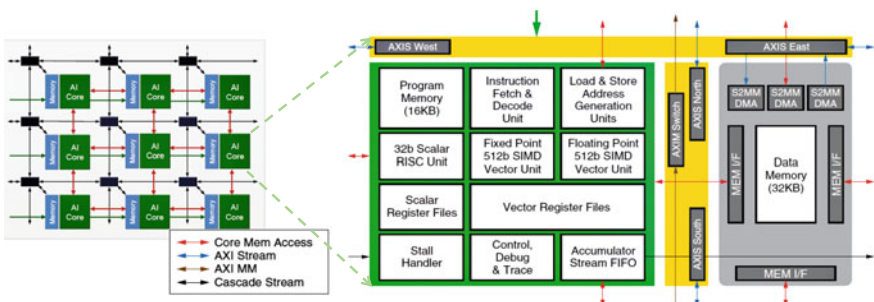 Memory
AI
Core
Memory
AI
Core
Memory
AI
Core
Memory
AI
Core
Memory
AI
Core
Memory
AI
Core
Memory
AI
Core
Memory
AI
Core
Memory
AI
Core
Core Mem Access
AXI Stream
AXI MM
Cascade Stream
AXIS West
AXIS East
Program
Memory
(16KB)
Instruction
Fetch &
Decode
Unit
Load & Store
Address
Generation
Units
32b Scalar
RISC Unit
Fixed Point
512b SIMD
Vector Unit
Floating Point
512b SIMD
Vector Unit
Scalar
Register Files
Vector Register Files
Stall
Handler
Control,
Debug
& Trace
Accumulator
Stream FIFO
AXIM Switch
AXIS North
AXIS South
S2MM
DMA
S2MM
DMA
S2MM
DMA
MEM I/F
Data
Memory
(32KB)
MEM I/F
MEM I/F